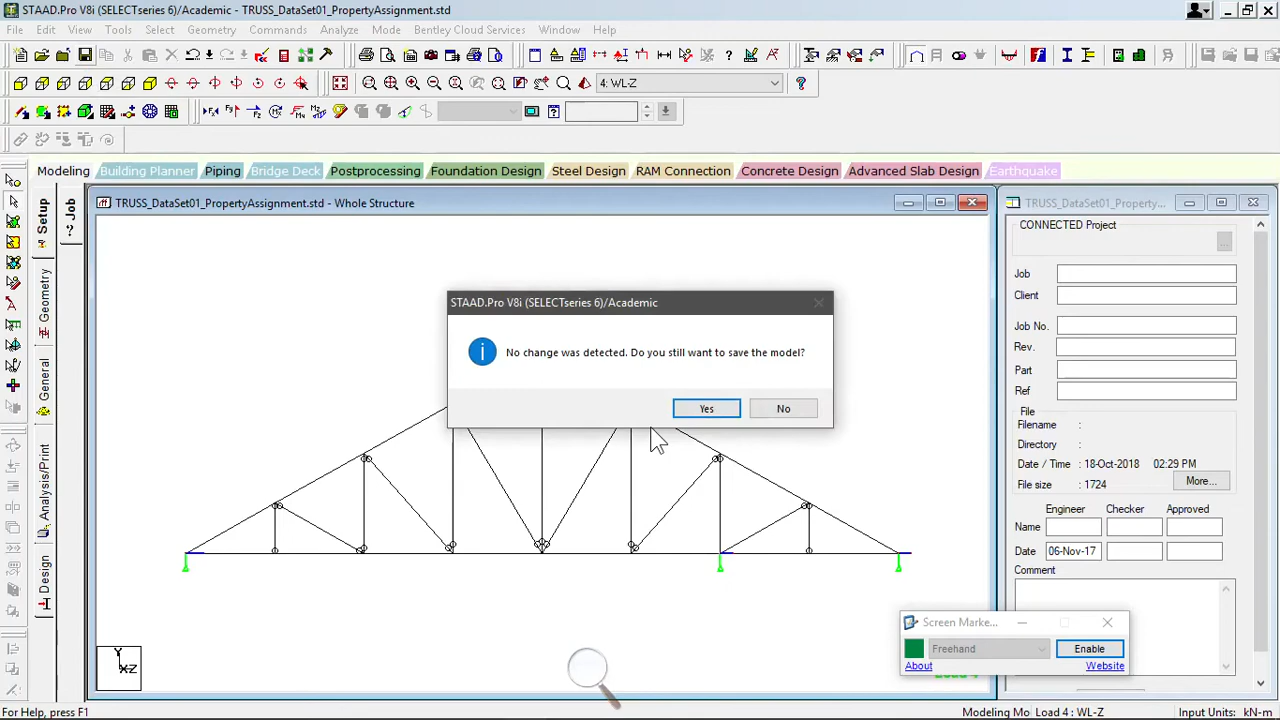 STAAD.Pro V8i (SELECTseries 6)/Academic - TRUSS_DataSet01_PropertyAssignment.std
File Edit View Tools Select Geometry Commands Analyze Mode Bentley Cloud Services Window Help
4: WL-Z
Modeling Building Planner Piping Bridge Deck Postprocessing Foundation Design Steel Design RAM Connection Concrete Design Advanced Slab Design Earthquake
Setup
Geometry
General
Analysis/Print
Design
Job
TRUSS_DataSet01_PropertyAssignment.std - Whole Structure
STAAD.Pro V8i (SELECTseries 6)/Academic
No change was detected. Do you still want to save the model?
Yes No
Y
XZ
TRUSS_DataSet01_Property...
CONNECTED Project
...
Job
Client
Job No.
Rev.
Part
Ref
File
Filename :
Directory :
Date / Time : 18-Oct-2018 02:29 PM
File size : 1724 More...
Engineer Checker Approved
Name
Date 06-Nov-17
Comment
Screen Marke...
Freehand Enable
About Website
For Help, press F1
Modeling Mo Load 4 : WL-Z Input Units: kN-m